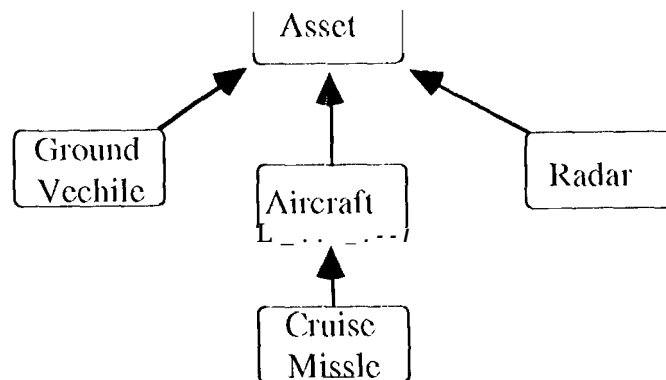 Asset
Ground
Vechile
Aircraft
Radar
Cruise
Missle